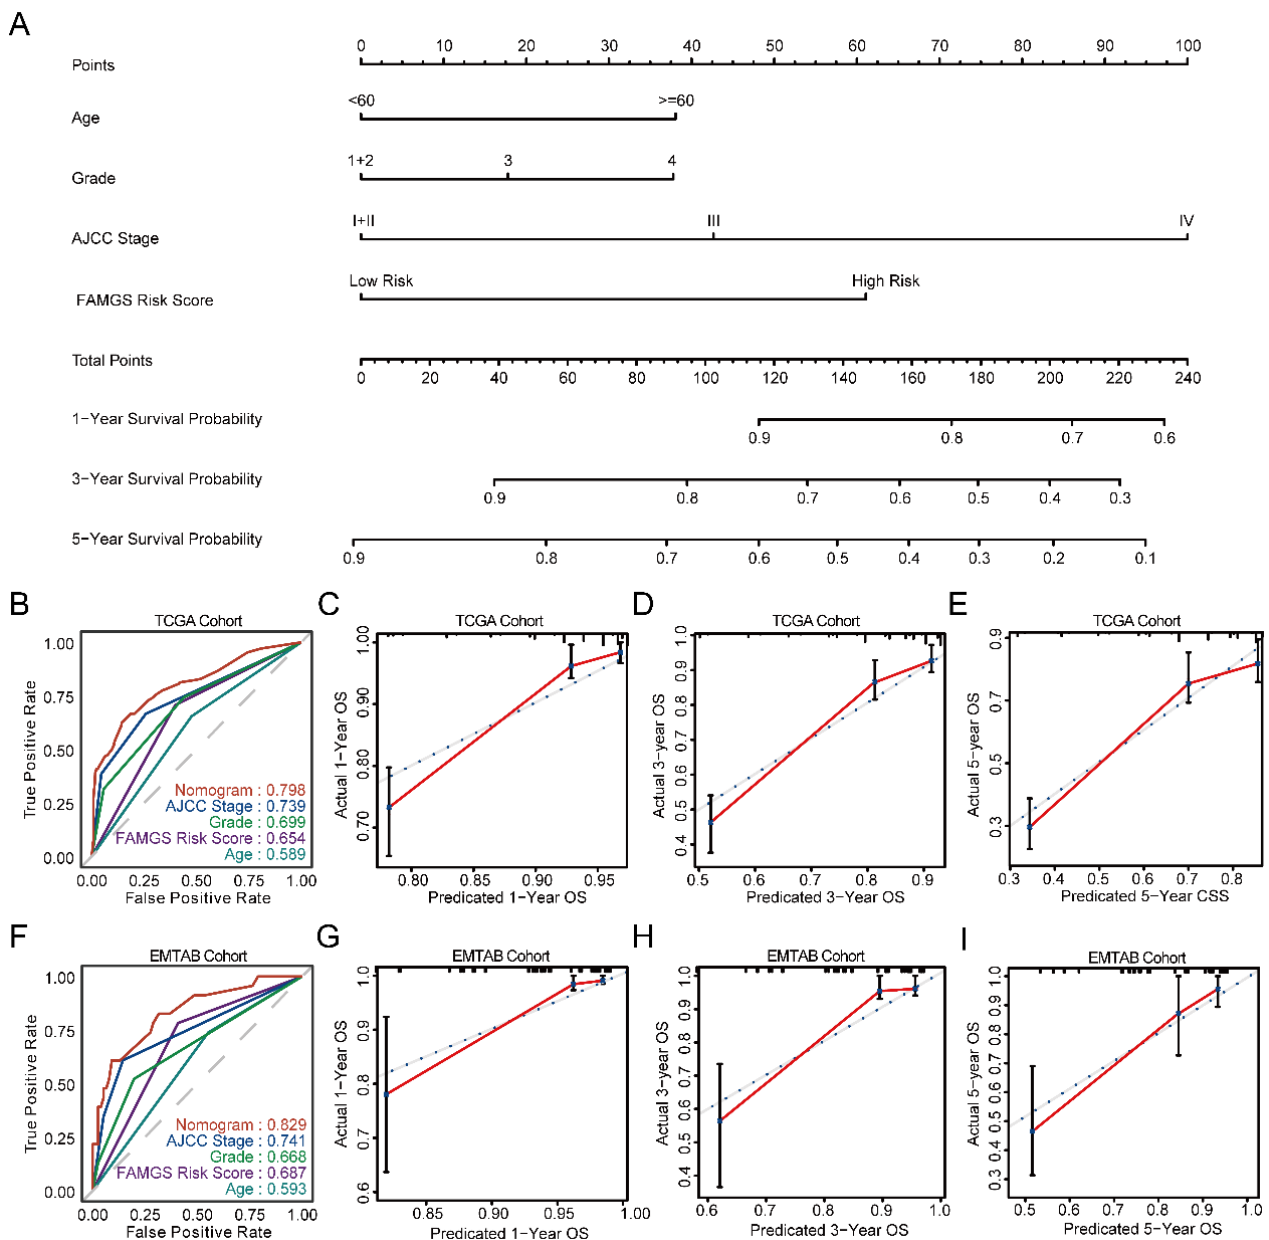 A
0 10 20 30 40 50 60 70 80 90 100
Points
<60 >=60
Age
1+2 3 4
Grade
I+II III IV
AJCC Stage
Low Risk High Risk
FAMGS Risk Score
Total Points
0 20 40 60 80 100 120 140 160 180 200 220 240
1−Year Survival Probability
0.9 0.8 0.7 0.6
3−Year Survival Probability
0.9 0.8 0.7 0.6 0.5 0.4 0.3
5−Year Survival Probability
0.9 0.8 0.7 0.6 0.5 0.4 0.3 0.2 0.1
B
TCGA Cohort
True Positive Rate
1.00
0.75
0.50
0.25
0.00
Nomogram : 0.798
AJCC Stage : 0.739
Grade : 0.699
FAMGS Risk Score : 0.654
Age : 0.589
0.00 0.25 0.50 0.75 1.00
False Positive Rate
C
TCGA Cohort
Actual 1−Year OS
1.00
0.90
0.80
0.70
0.80 0.85 0.90 0.95
Predicated 1−Year OS
D
TCGA Cohort
Actual 3−year OS
1.0
0.9
0.8
0.7
0.6
0.5
0.4
0.5 0.6 0.7 0.8 0.9
Predicated 3−Year OS
E
TCGA Cohort
Actual 5−year OS
0.9
0.7
0.5
0.3
0.3 0.4 0.5 0.6 0.7 0.8
Predicated 5−Year CSS
F
EMTAB Cohort
True Positive Rate
1.00
0.75
0.50
0.25
0.00
Nomogram : 0.829
AJCC Stage : 0.741
Grade : 0.668
FAMGS Risk Score : 0.687
Age : 0.593
0.00 0.25 0.50 0.75 1.00
False Positive Rate
G
EMTAB Cohort
Actual 1−Year OS
1.0
0.9
0.8
0.7
0.6
0.85 0.90 0.95 1.00
Predicated 1−Year OS
H
EMTAB Cohort
Actual 3−year OS
1.0
0.9
0.8
0.7
0.6
0.5
0.4
0.6 0.7 0.8 0.9 1.0
Predicated 3−Year OS
I
EMTAB Cohort
Actual 5−year OS
1.0
0.9
0.8
0.7
0.6
0.5
0.4
0.3
0.5 0.6 0.7 0.8 0.9 1.0
Predicated 5−Year OS